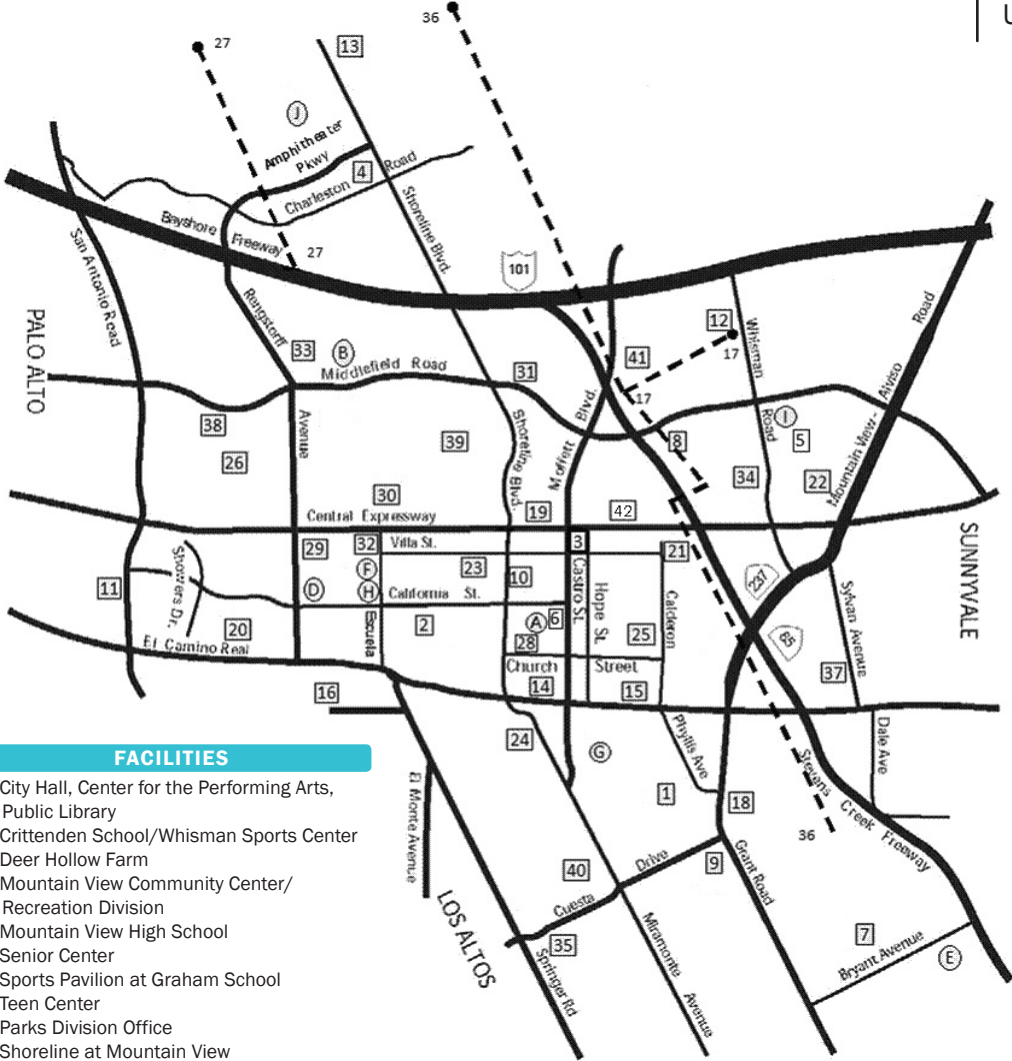 36
U
27
13
J
Amphitheater
Pkwy
4
Charleston Road
Bayshore Freeway
27
Shoreline Blvd.
101
San Antonio Road
PALO ALTO
Rengstorff
Avenue
33
B
Middlefield Road
31
41
12
17
Whisman
Road
17
Mountain View - Alviso
Road
38
26
39
Shoreline Blvd.
Moffett Blvd.
8
I
5
34
22
30
Central Expressway
19
42
SUNNYVALE
29
32
Villa St.
3
21
Showers Dr.
F
23
10
Castro St.
Hope St.
Calderon
237
11
D
H
California St.
A
6
Sylvan Avenue
20
Escuela
2
28
25
85
El Camino Real
Church Street
37
16
14
15
24
G
Phyllis Ave
Dale Ave
Stevens Creek Freeway
1
18
36
El Monte Avenue
LOS ALTOS
40
Cuesta Drive
9
Grant Road
35
Springer Rd
Miramonte Avenue
7
Bryant Avenue
E
FACILITIES
City Hall, Center for the Performing Arts,
Public Library
Crittenden School/Whisman Sports Center
Deer Hollow Farm
Mountain View Community Center/
Recreation Division
Mountain View High School
Senior Center
Sports Pavilion at Graham School
Teen Center
Parks Division Office
Shoreline at Mountain View